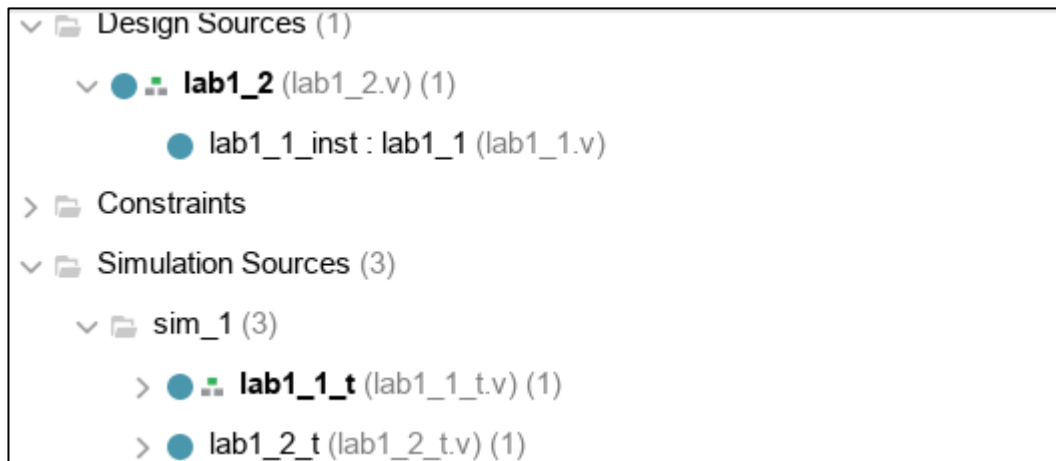 Design Sources (1)
lab1_2 (lab1_2.v) (1)
lab1_1_inst : lab1_1 (lab1_1.v)
Constraints
Simulation Sources (3)
sim_1 (3)
lab1_1_t (lab1_1_t.v) (1)
lab1_2_t (lab1_2_t.v) (1)